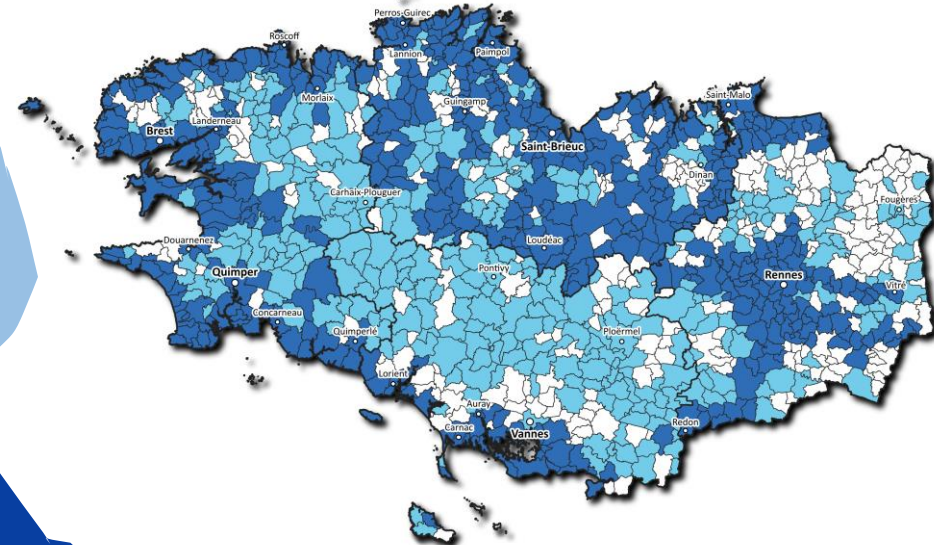 Perros-Guirec
Roscoff
Lannion
Paimpol
Morlaix
Guingamp
Saint-Malo
Brest
Landerneau
Saint-Brieuc
Dinan
Carhaix-Plouguer
Fougères
Douarnenez
Loudéac
Quimper
Pontivy
Rennes
Vitré
Concarneau
Quimperlé
Ploërmel
Lorient
Auray
Carnac
Vannes
Redon